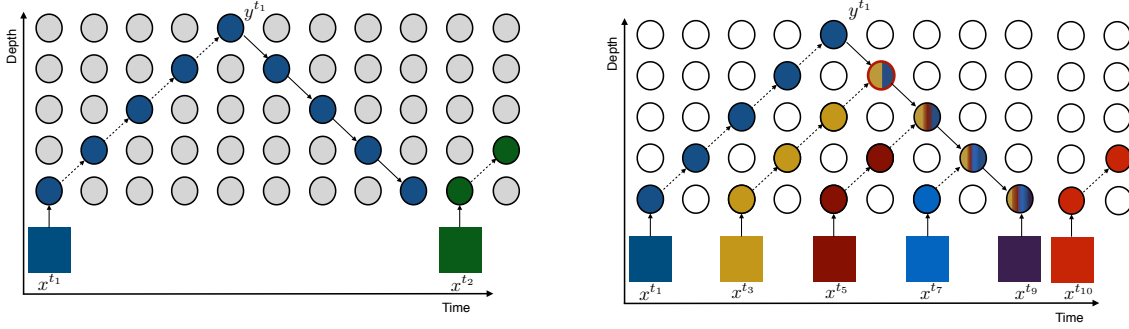 y^{t_1}
Depth
x^{t_1}
x^{t_2}
Time
y^{t_1}
Depth
x^{t_1}
x^{t_3}
x^{t_5}
x^{t_7}
x^{t_9}
x^{t_{10}}
Time